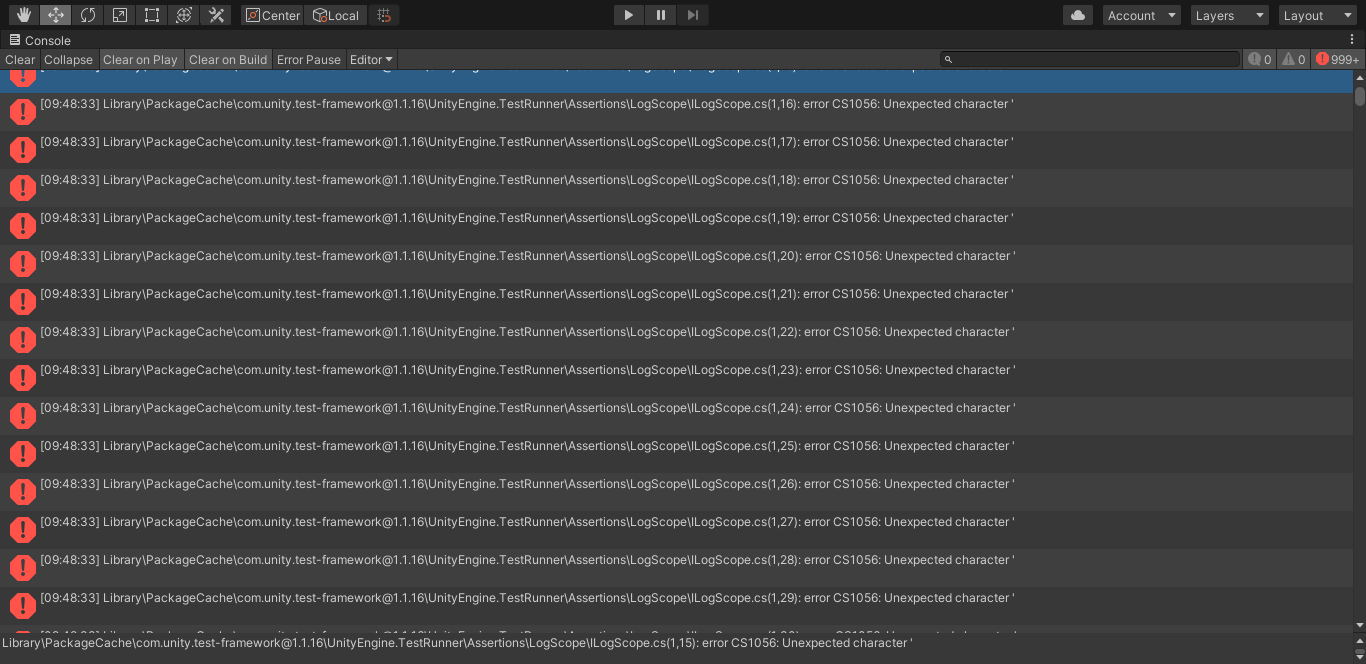 Center Local Account Layers Layout
Console
Clear Collapse Clear on Play Clear on Build Error Pause Editor 0 0 999+
[09:48:33] Library\PackageCache\com.unity.test-framework@1.1.16\UnityEngine.TestRunner\Assertions\LogScope\ILogScope.cs(1,16): error CS1056: Unexpected character '
[09:48:33] Library\PackageCache\com.unity.test-framework@1.1.16\UnityEngine.TestRunner\Assertions\LogScope\ILogScope.cs(1,17): error CS1056: Unexpected character '
[09:48:33] Library\PackageCache\com.unity.test-framework@1.1.16\UnityEngine.TestRunner\Assertions\LogScope\ILogScope.cs(1,18): error CS1056: Unexpected character '
[09:48:33] Library\PackageCache\com.unity.test-framework@1.1.16\UnityEngine.TestRunner\Assertions\LogScope\ILogScope.cs(1,19): error CS1056: Unexpected character '
[09:48:33] Library\PackageCache\com.unity.test-framework@1.1.16\UnityEngine.TestRunner\Assertions\LogScope\ILogScope.cs(1,20): error CS1056: Unexpected character '
[09:48:33] Library\PackageCache\com.unity.test-framework@1.1.16\UnityEngine.TestRunner\Assertions\LogScope\ILogScope.cs(1,21): error CS1056: Unexpected character '
[09:48:33] Library\PackageCache\com.unity.test-framework@1.1.16\UnityEngine.TestRunner\Assertions\LogScope\ILogScope.cs(1,22): error CS1056: Unexpected character '
[09:48:33] Library\PackageCache\com.unity.test-framework@1.1.16\UnityEngine.TestRunner\Assertions\LogScope\ILogScope.cs(1,23): error CS1056: Unexpected character '
[09:48:33] Library\PackageCache\com.unity.test-framework@1.1.16\UnityEngine.TestRunner\Assertions\LogScope\ILogScope.cs(1,24): error CS1056: Unexpected character '
[09:48:33] Library\PackageCache\com.unity.test-framework@1.1.16\UnityEngine.TestRunner\Assertions\LogScope\ILogScope.cs(1,25): error CS1056: Unexpected character '
[09:48:33] Library\PackageCache\com.unity.test-framework@1.1.16\UnityEngine.TestRunner\Assertions\LogScope\ILogScope.cs(1,26): error CS1056: Unexpected character '
[09:48:33] Library\PackageCache\com.unity.test-framework@1.1.16\UnityEngine.TestRunner\Assertions\LogScope\ILogScope.cs(1,27): error CS1056: Unexpected character '
[09:48:33] Library\PackageCache\com.unity.test-framework@1.1.16\UnityEngine.TestRunner\Assertions\LogScope\ILogScope.cs(1,28): error CS1056: Unexpected character '
[09:48:33] Library\PackageCache\com.unity.test-framework@1.1.16\UnityEngine.TestRunner\Assertions\LogScope\ILogScope.cs(1,29): error CS1056: Unexpected character '
Library\PackageCache\com.unity.test-framework@1.1.16\UnityEngine.TestRunner\Assertions\LogScope\ILogScope.cs(1,15): error CS1056: Unexpected character '